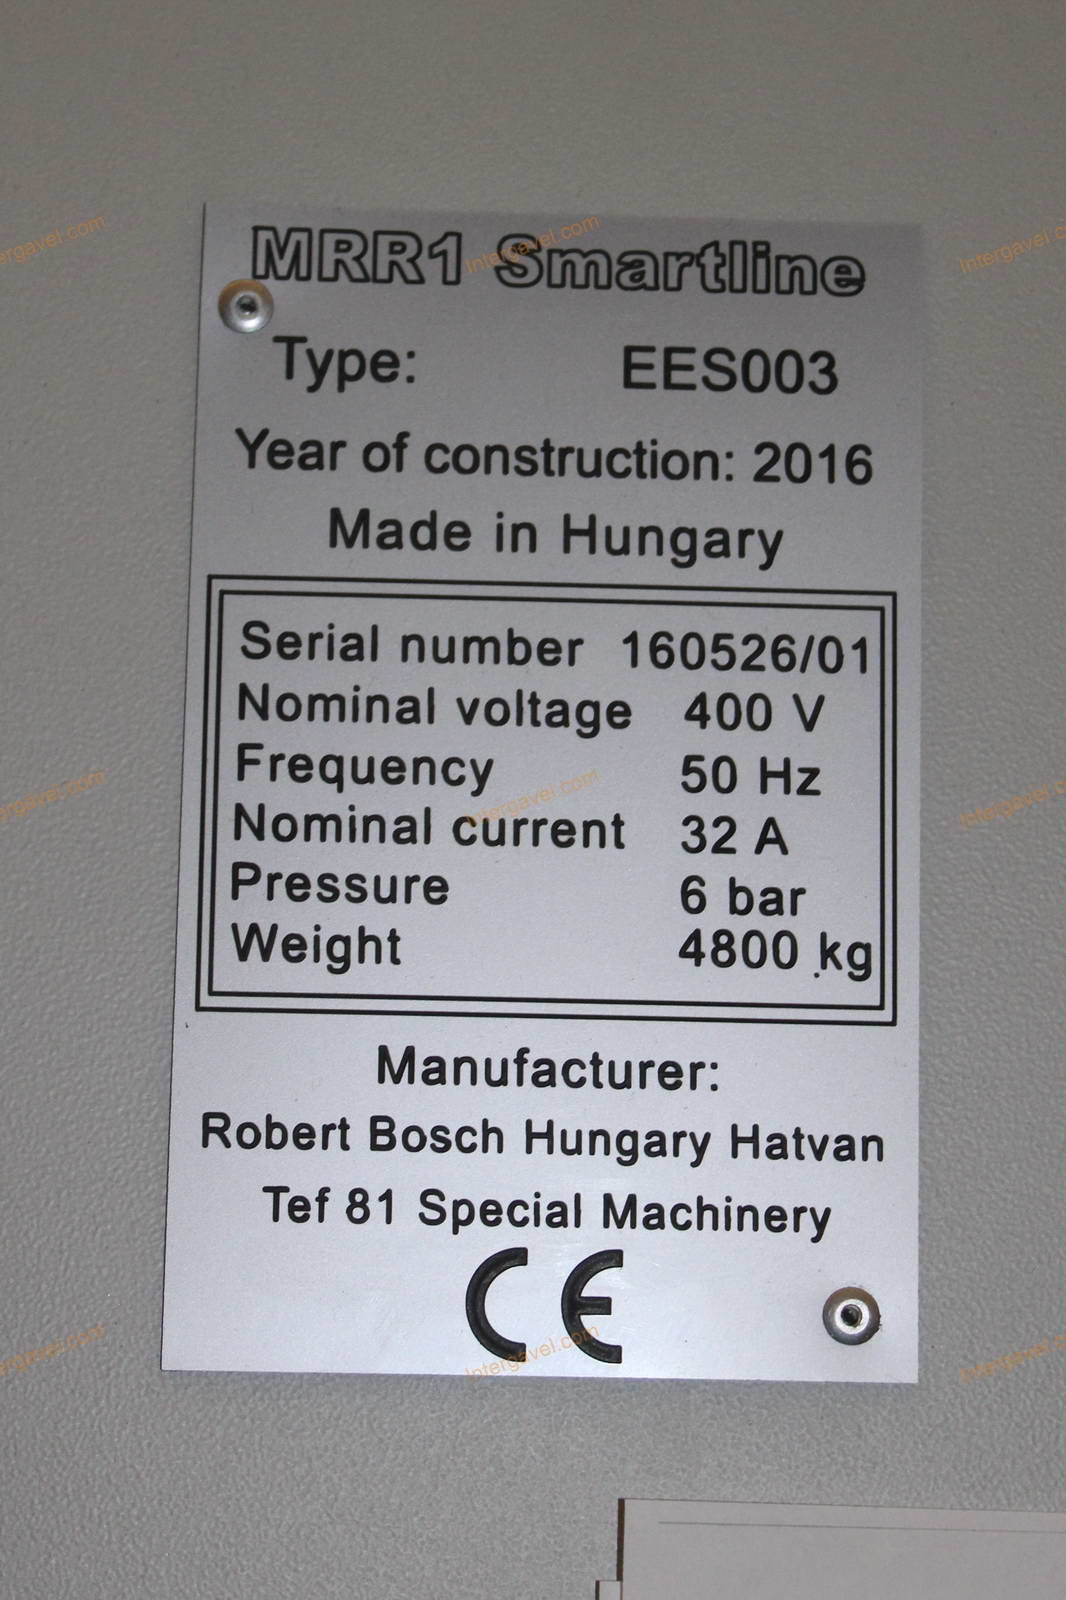 MRR1 Smartline
Type: EES003
Year of construction: 2016
Made in Hungary
Serial number 160526/01
Nominal voltage 400 V
Frequency 50 Hz
Nominal current 32 A
Pressure 6 bar
Weight 4800 kg
Manufacturer:
Robert Bosch Hungary Hatvan
Tef 81 Special Machinery
CE
Intergavel.com